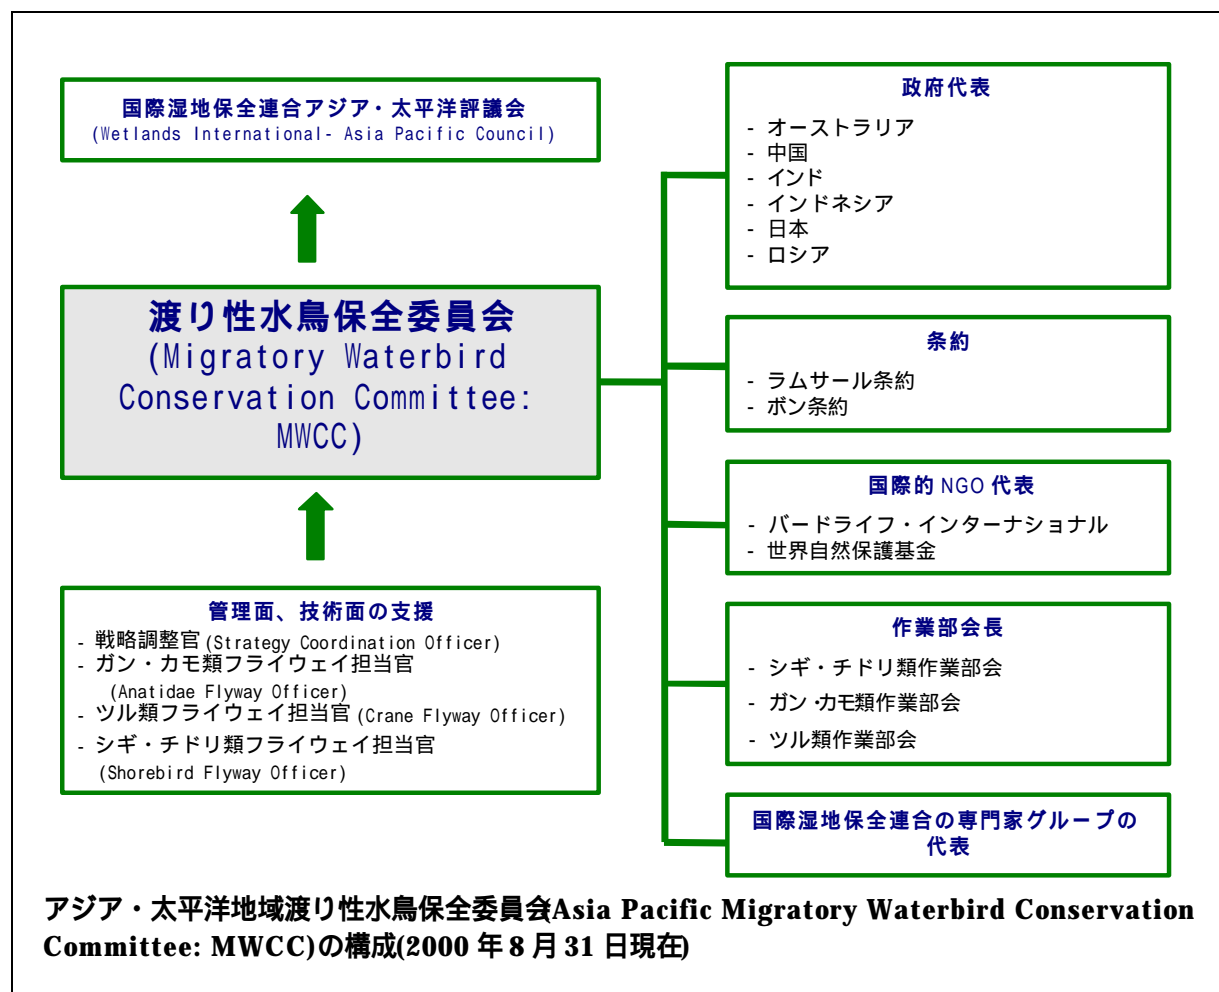 国際湿地保全連合アジア・太平洋評議会
(Wetlands International- Asia Pacific Council)
渡り性水鳥保全委員会
(Migratory Waterbird
Conservation Committee:
MWCC)
管理面、技術面の支援
- 戦略調整官 (Strategy Coordination Officer)
- ガン・カモ類フライウェイ担当官
(Anatidae Flyway Officer)
- ツル類フライウェイ担当官 (Crane Flyway Officer)
- シギ・チドリ類フライウェイ担当官
(Shorebird Flyway Officer)
政府代表
- オーストラリア
- 中国
- インド
- インドネシア
- 日本
- ロシア
条約
- ラムサール条約
- ボン条約
国際的 NGO 代表
- バードライフ・インターナショナル
- 世界自然保護基金
作業部会長
- シギ・チドリ類作業部会
- ガン・カモ類作業部会
- ツル類作業部会
国際湿地保全連合の専門家グループの
代表
アジア・太平洋地域渡り性水鳥保全委員会(Asia Pacific Migratory Waterbird Conservation
Committee: MWCC)の構成(2000 年 8 月 31 日現在)